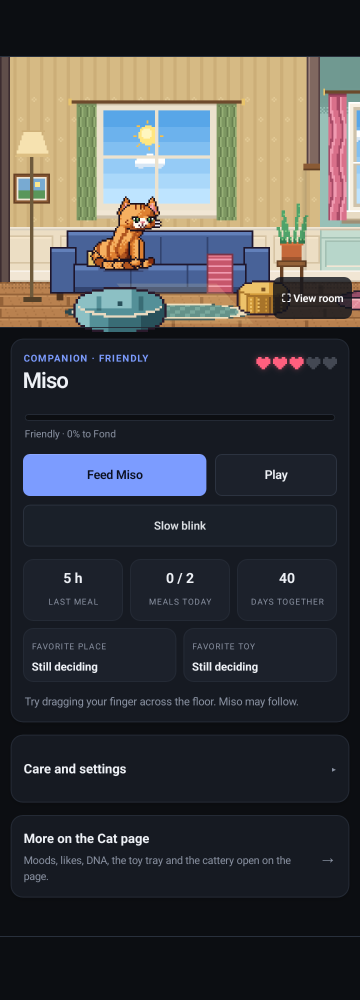 View room
COMPANION · FRIENDLY
Miso
Friendly · 0% to Fond
Feed Miso
Play
Slow blink
5 h
0 / 2
40
LAST MEAL
MEALS TODAY
DAYS TOGETHER
FAVORITE PLACE
FAVORITE TOY
Still deciding
Still deciding
Try dragging your finger across the floor. Miso may follow.
Care and settings
More on the Cat page
Moods, likes, DNA, the toy tray and the cattery open on the
page.